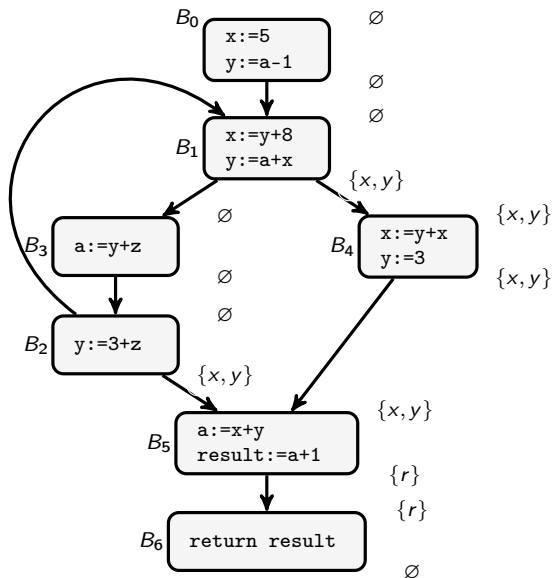 B₀
∅
x:=5
y:=a-1
∅
∅
B₁
x:=y+8
y:=a+x
{x, y}
∅
{x, y}
B₃
a:=y+z
B₄
x:=y+x
y:=3
∅
{x, y}
∅
B₂
y:=3+z
{x, y}
{x, y}
B₅
a:=x+y
result:=a+1
{r}
{r}
B₆
return result
∅